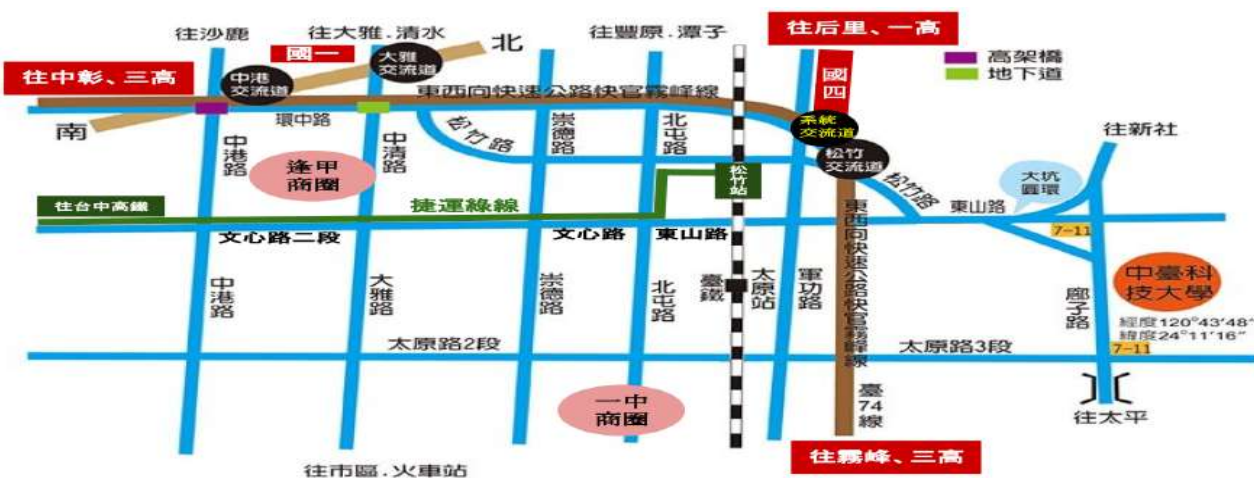 往沙鹿
往大雅.清水
北
往豐原.潭子
往后里、一高
國一
大雅
交流道
中港
交流道
往中彰、三高
國四
高架橋
地下道
東西向快速公路快官霧峰線
南
環中路
系統
交流道
松竹
交流道
往新社
中港路
中清路
松竹路
崇德路
北屯路
逢甲
商圈
松竹站
松竹路
大坑
圓環
往台中高鐵
捷運綠線
東山路
文心路二段
文心路
東山路
7-11
東西向快速公路快官霧峰線
中港路
大雅路
崇德路
北屯路
臺鐵
太原站
軍功路
中臺科
技大學
廍子路
經度120°43'48"
緯度24°11'16"
太原路2段
太原路3段
7-11
一中
商圈
臺74線
往太平
往市區.火車站
往霧峰、三高